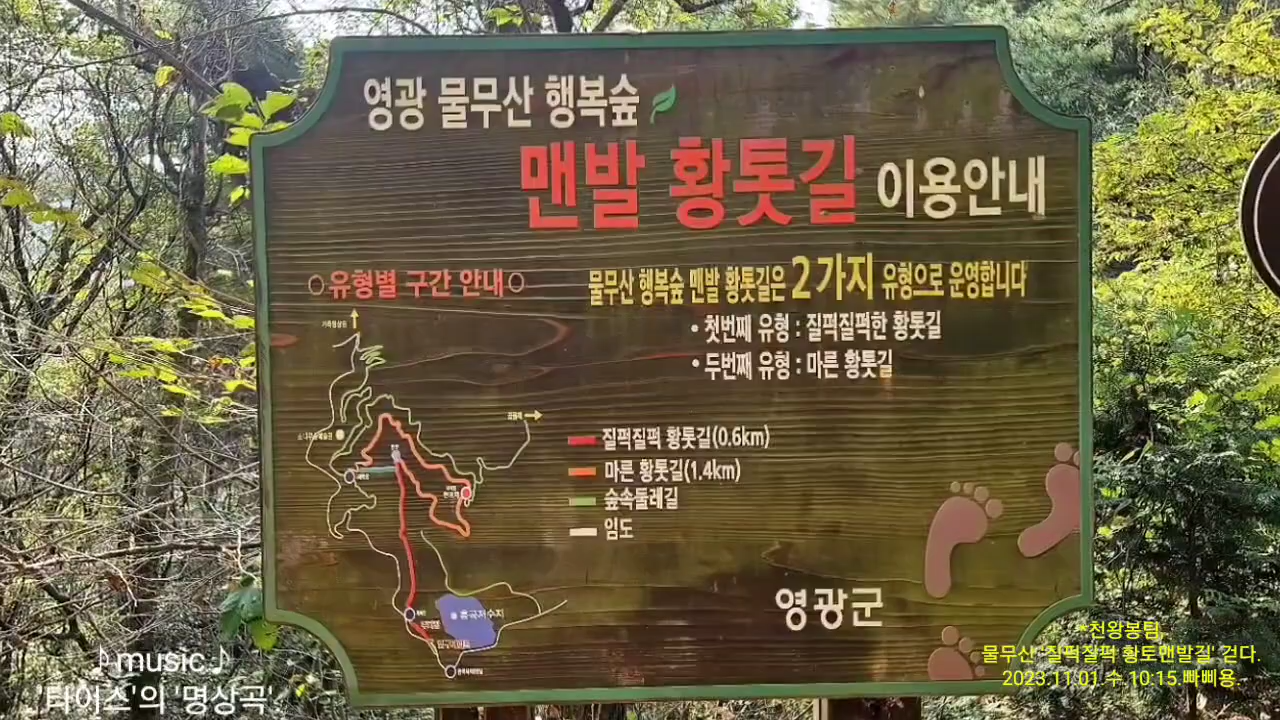 영광 물무산 행복숲
맨발 황톳길 이용안내
○유형별 구간 안내○
물무산 행복숲 맨발 황톳길은 2가지 유형으로 운영합니다
• 첫번째 유형 : 질퍽질퍽한 황톳길
• 두번째 유형 : 마른 황톳길
질퍽질퍽 황톳길(0.6km)
마른 황톳길(1.4km)
숲속둘레길
임도
영광군
*천왕봉팀,
물무산 '질퍽질퍽 황토맨발길' 걷다.
2023.11.01.수.10:15.빠삐용.
♪music♪
'타이스'의 '명상곡'.